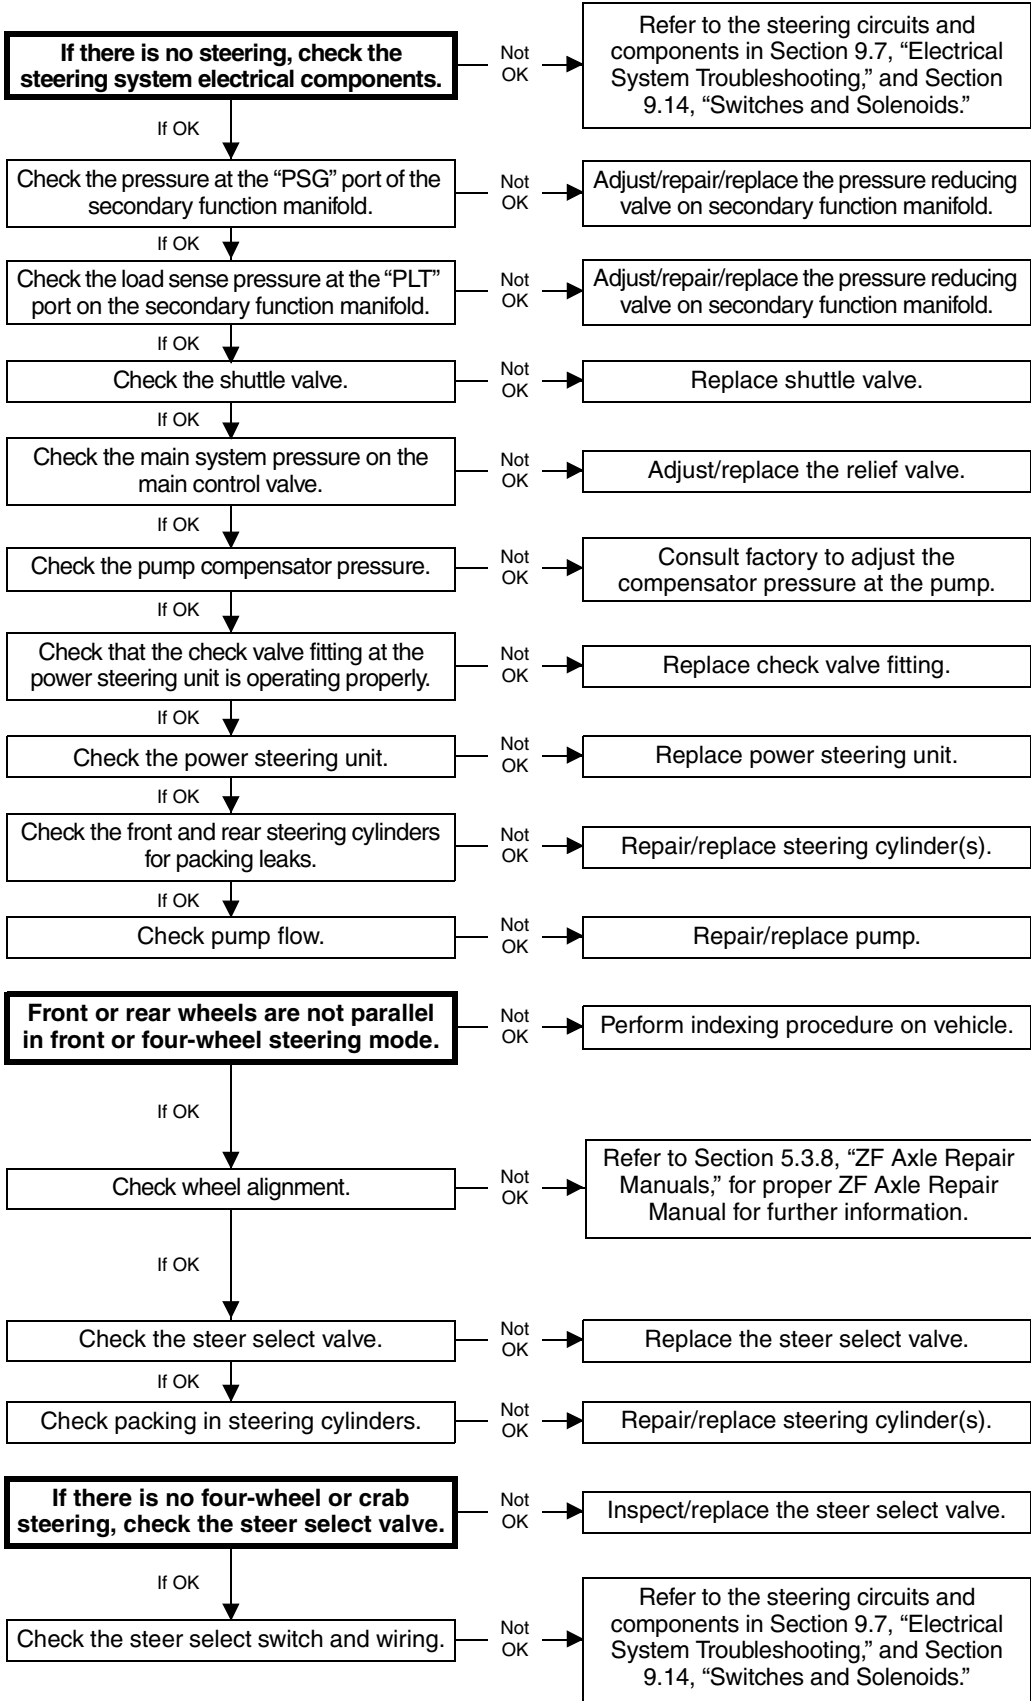 If there is no steering, check the
steering system electrical components.
Not
OK
Refer to the steering circuits and
components in Section 9.7, “Electrical
System Troubleshooting,” and Section
9.14, “Switches and Solenoids.”
If OK
Check the pressure at the “PSG” port of the
secondary function manifold.
Not
OK
Adjust/repair/replace the pressure reducing
valve on secondary function manifold.
If OK
Check the load sense pressure at the “PLT”
port on the secondary function manifold.
Not
OK
Adjust/repair/replace the pressure reducing
valve on secondary function manifold.
If OK
Check the shuttle valve.
Not
OK
Replace shuttle valve.
If OK
Check the main system pressure on the
main control valve.
Not
OK
Adjust/replace the relief valve.
If OK
Check the pump compensator pressure.
Not
OK
Consult factory to adjust the
compensator pressure at the pump.
If OK
Check that the check valve fitting at the
power steering unit is operating properly.
Not
OK
Replace check valve fitting.
If OK
Check the power steering unit.
Not
OK
Replace power steering unit.
If OK
Check the front and rear steering cylinders
for packing leaks.
Not
OK
Repair/replace steering cylinder(s).
If OK
Check pump flow.
Not
OK
Repair/replace pump.
Front or rear wheels are not parallel
in front or four-wheel steering mode.
Not
OK
Perform indexing procedure on vehicle.
If OK
Check wheel alignment.
Not
OK
Refer to Section 5.3.8, “ZF Axle Repair
Manuals,” for proper ZF Axle Repair
Manual for further information.
If OK
Check the steer select valve.
Not
OK
Replace the steer select valve.
If OK
Check packing in steering cylinders.
Not
OK
Repair/replace steering cylinder(s).
If there is no four-wheel or crab
steering, check the steer select valve.
Not
OK
Inspect/replace the steer select valve.
If OK
Check the steer select switch and wiring.
Not
OK
Refer to the steering circuits and
components in Section 9.7, “Electrical
System Troubleshooting,” and Section
9.14, “Switches and Solenoids.”